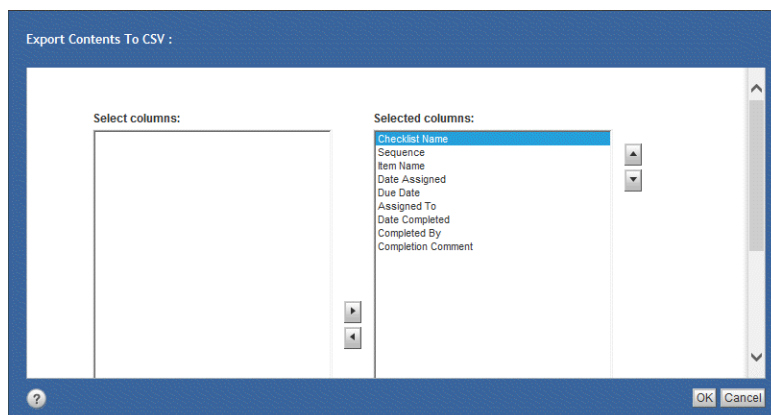 Export Contents To CSV :
Select columns:
Selected columns:
Checklist Name
Sequence
Item Name
Date Assigned
Due Date
Assigned To
Date Completed
Completed By
Completion Comment
?
OK Cancel